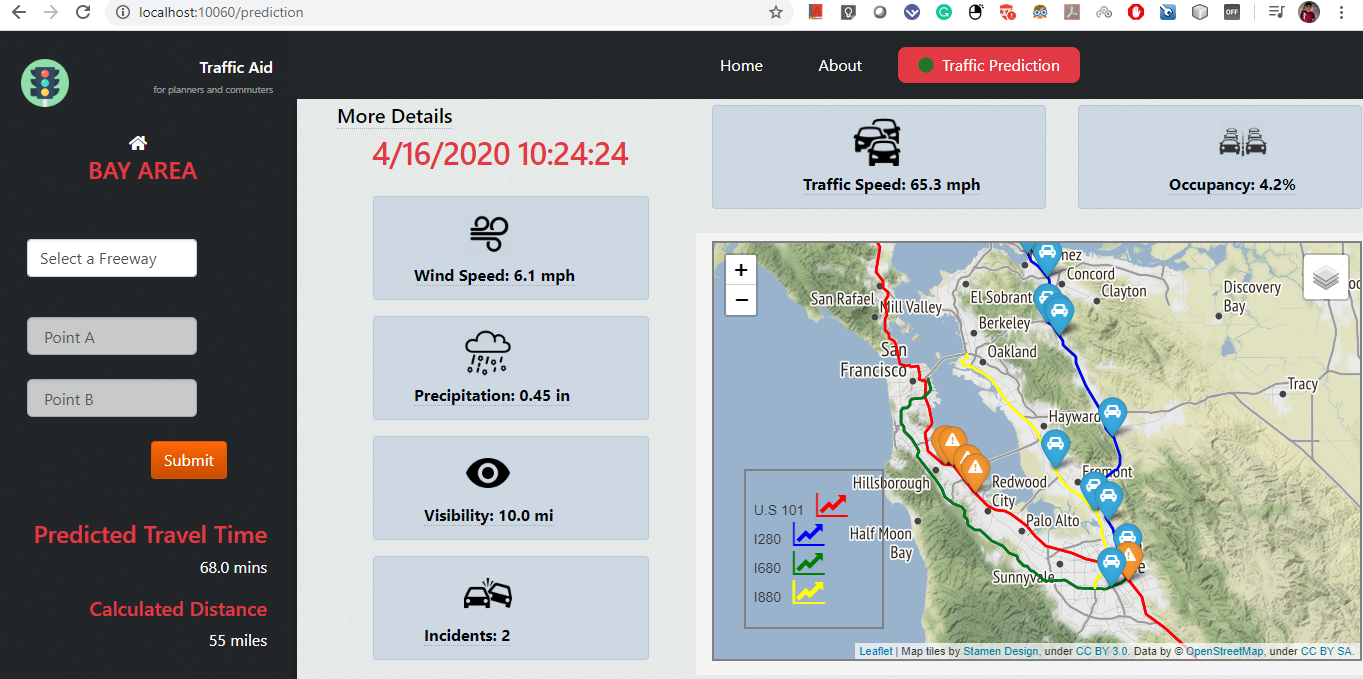 localhost:10060/prediction
OFF
Traffic Aid
for planners and commuters
Home
About
Traffic Prediction
BAY AREA
Select a Freeway
Point A
Point B
Submit
Predicted Travel Time
68.0 mins
Calculated Distance
55 miles
More Details
4/16/2020 10:24:24
Wind Speed: 6.1 mph
Precipitation: 0.45 in
Visibility: 10.0 mi
Incidents: 2
Traffic Speed: 65.3 mph
Occupancy: 4.2%
+
−
San Rafael
Mill Valley
El Sobrant
nez
Concord
Clayton
Discovery
Bay
Berkeley
Oakland
San
Francisco
Tracy
Hayward
Fremont
Hillsborough
Redwood
City
Palo Alto
Half Moon
Bay
Sunnyvale
U.S 101
I280
I680
I880
Leaflet | Map tiles by Stamen Design, under CC BY 3.0. Data by © OpenStreetMap, under CC BY SA.